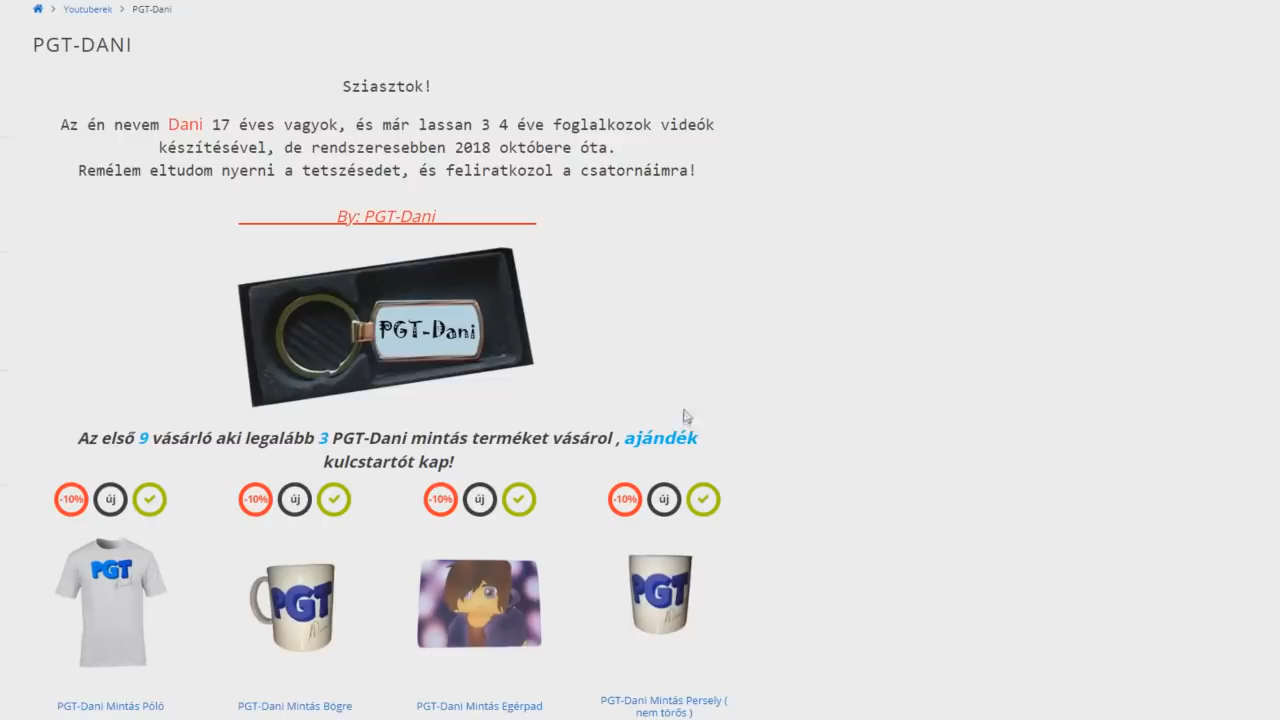 Youtuberek > PGT-Dani
PGT-DANI
Sziasztok!
Az én nevem Dani 17 éves vagyok, és már lassan 3 4 éve foglalkozok videók
készítésével, de rendszeresebben 2018 októbere óta.
Remélem eltudom nyerni a tetszésedet, és feliratkozol a csatornáimra!
By: PGT-Dani
PGT-Dani
Az első 9 vásárló aki legalább 3 PGT-Dani mintás terméket vásárol , ajándék
kulcstartót kap!
-10% új -10% új -10% új -10% új
PGT PGT PGT
PGT-Dani Mintás Póló
PGT-Dani Mintás Bögre
PGT-Dani Mintás Egérpad
PGT-Dani Mintás Persely (
nem törős )